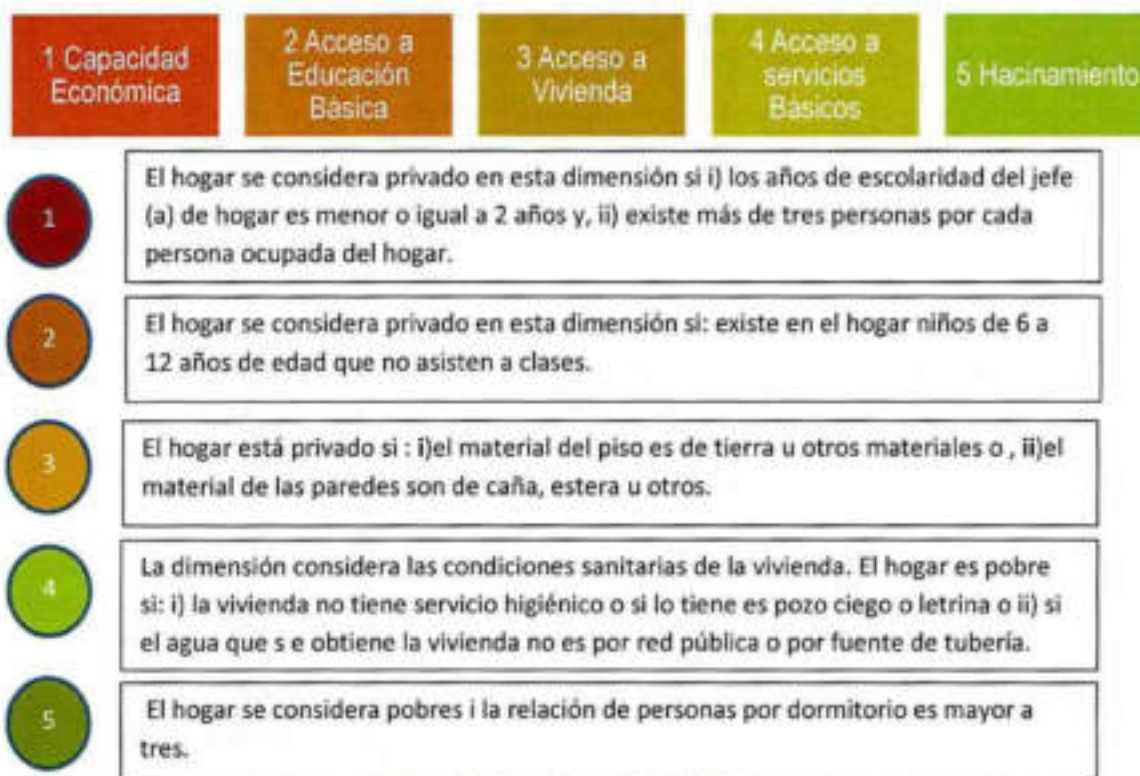 1 Capacidad
Económica
2 Acceso a
Educación
Básica
3 Acceso a
Vivienda
4 Acceso a
servicios
Básicos
5 Hacinamiento
1
El hogar se considera privado en esta dimensión si i) los años de escolaridad del jefe
(a) de hogar es menor o igual a 2 años y, ii) existe más de tres personas por cada
persona ocupada del hogar.
2
El hogar se considera privado en esta dimensión si: existe en el hogar niños de 6 a
12 años de edad que no asisten a clases.
3
El hogar está privado si : i)el material del piso es de tierra u otros materiales o , ii)el
material de las paredes son de caña, estera u otros.
4
La dimensión considera las condiciones sanitarias de la vivienda. El hogar es pobre
si: i) la vivienda no tiene servicio higiénico o si lo tiene es pozo ciego o letrina o ii) si
el agua que s e obtiene la vivienda no es por red pública o por fuente de tubería.
5
El hogar se considera pobres i la relación de personas por dormitorio es mayor a
tres.